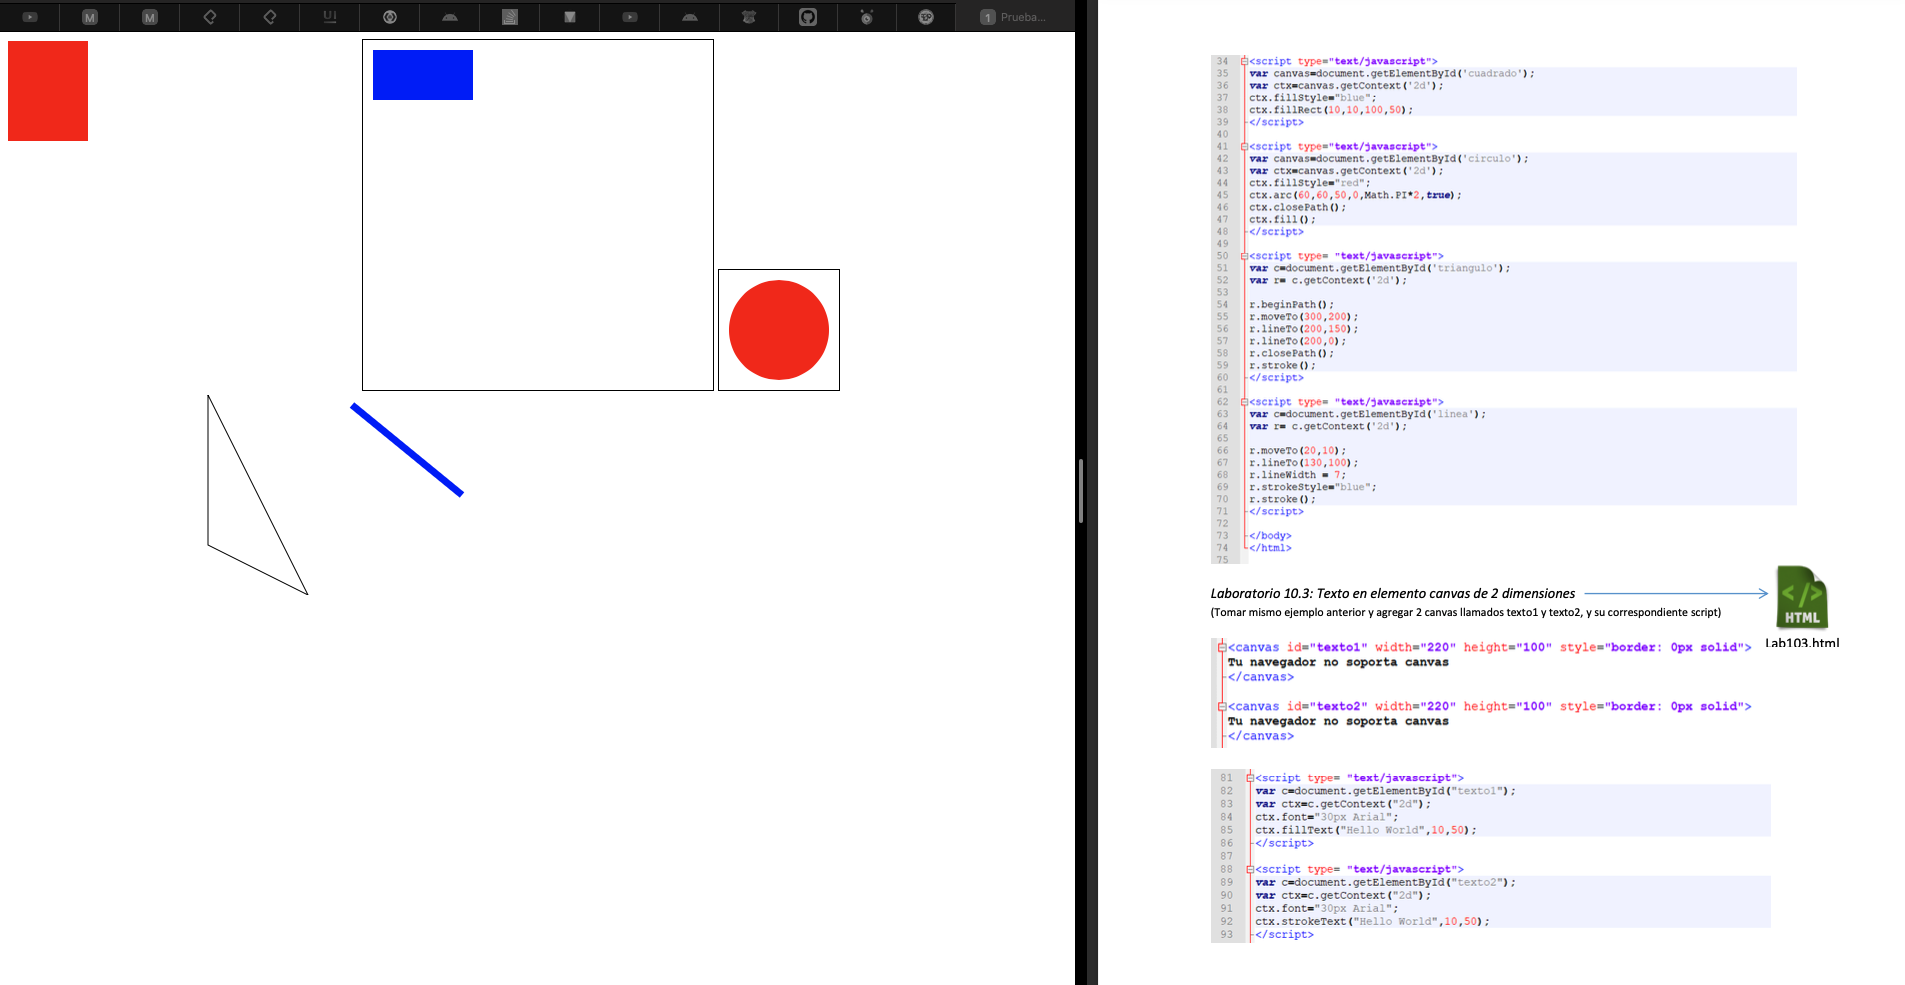 UI
1 Prueba...
34 <script type="text/javascript">
35 var canvas=document.getElementById('cuadrado');
36 var ctx=canvas.getContext('2d');
37 ctx.fillStyle="blue";
38 ctx.fillRect(10,10,100,50);
39 </script>
40
41 <script type="text/javascript">
42 var canvas=document.getElementById('circulo');
43 var ctx=canvas.getContext('2d');
44 ctx.fillStyle="red";
45 ctx.arc(60,60,50,0,Math.PI*2,true);
46 ctx.closePath();
47 ctx.fill();
48 </script>
49
50 <script type= "text/javascript">
51 var c=document.getElementById('triangulo');
52 var r= c.getContext('2d');
53
54 r.beginPath();
55 r.moveTo(300,200);
56 r.lineTo(200,150);
57 r.lineTo(200,0);
58 r.closePath();
59 r.stroke();
60 </script>
61
62 <script type= "text/javascript">
63 var c=document.getElementById('linea');
64 var r= c.getContext('2d');
65
66 r.moveTo(20,10);
67 r.lineTo(130,100);
68 r.lineWidth = 7;
69 r.strokeStyle="blue";
70 r.stroke();
71 </script>
72
73 </body>
74 </html>
75
Laboratorio 10.3: Texto en elemento canvas de 2 dimensiones
(Tomar mismo ejemplo anterior y agregar 2 canvas llamados texto1 y texto2, y su correspondiente script)
</>
HTML
Lab103.html
<canvas id="texto1" width="220" height="100" style="border: 0px solid">
Tu navegador no soporta canvas
</canvas>
<canvas id="texto2" width="220" height="100" style="border: 0px solid">
Tu navegador no soporta canvas
</canvas>
81 <script type= "text/javascript">
82 var c=document.getElementById("texto1");
83 var ctx=c.getContext("2d");
84 ctx.font="30px Arial";
85 ctx.fillText("Hello World",10,50);
86 </script>
87
88 <script type= "text/javascript">
89 var c=document.getElementById("texto2");
90 var ctx=c.getContext("2d");
91 ctx.font="30px Arial";
92 ctx.strokeText("Hello World",10,50);
93 </script>